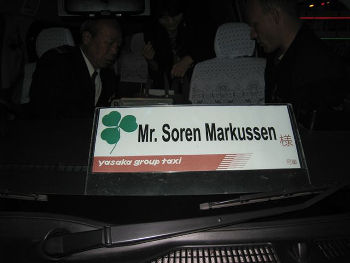 Mr. Soren Markussen 様
yasaka group taxi